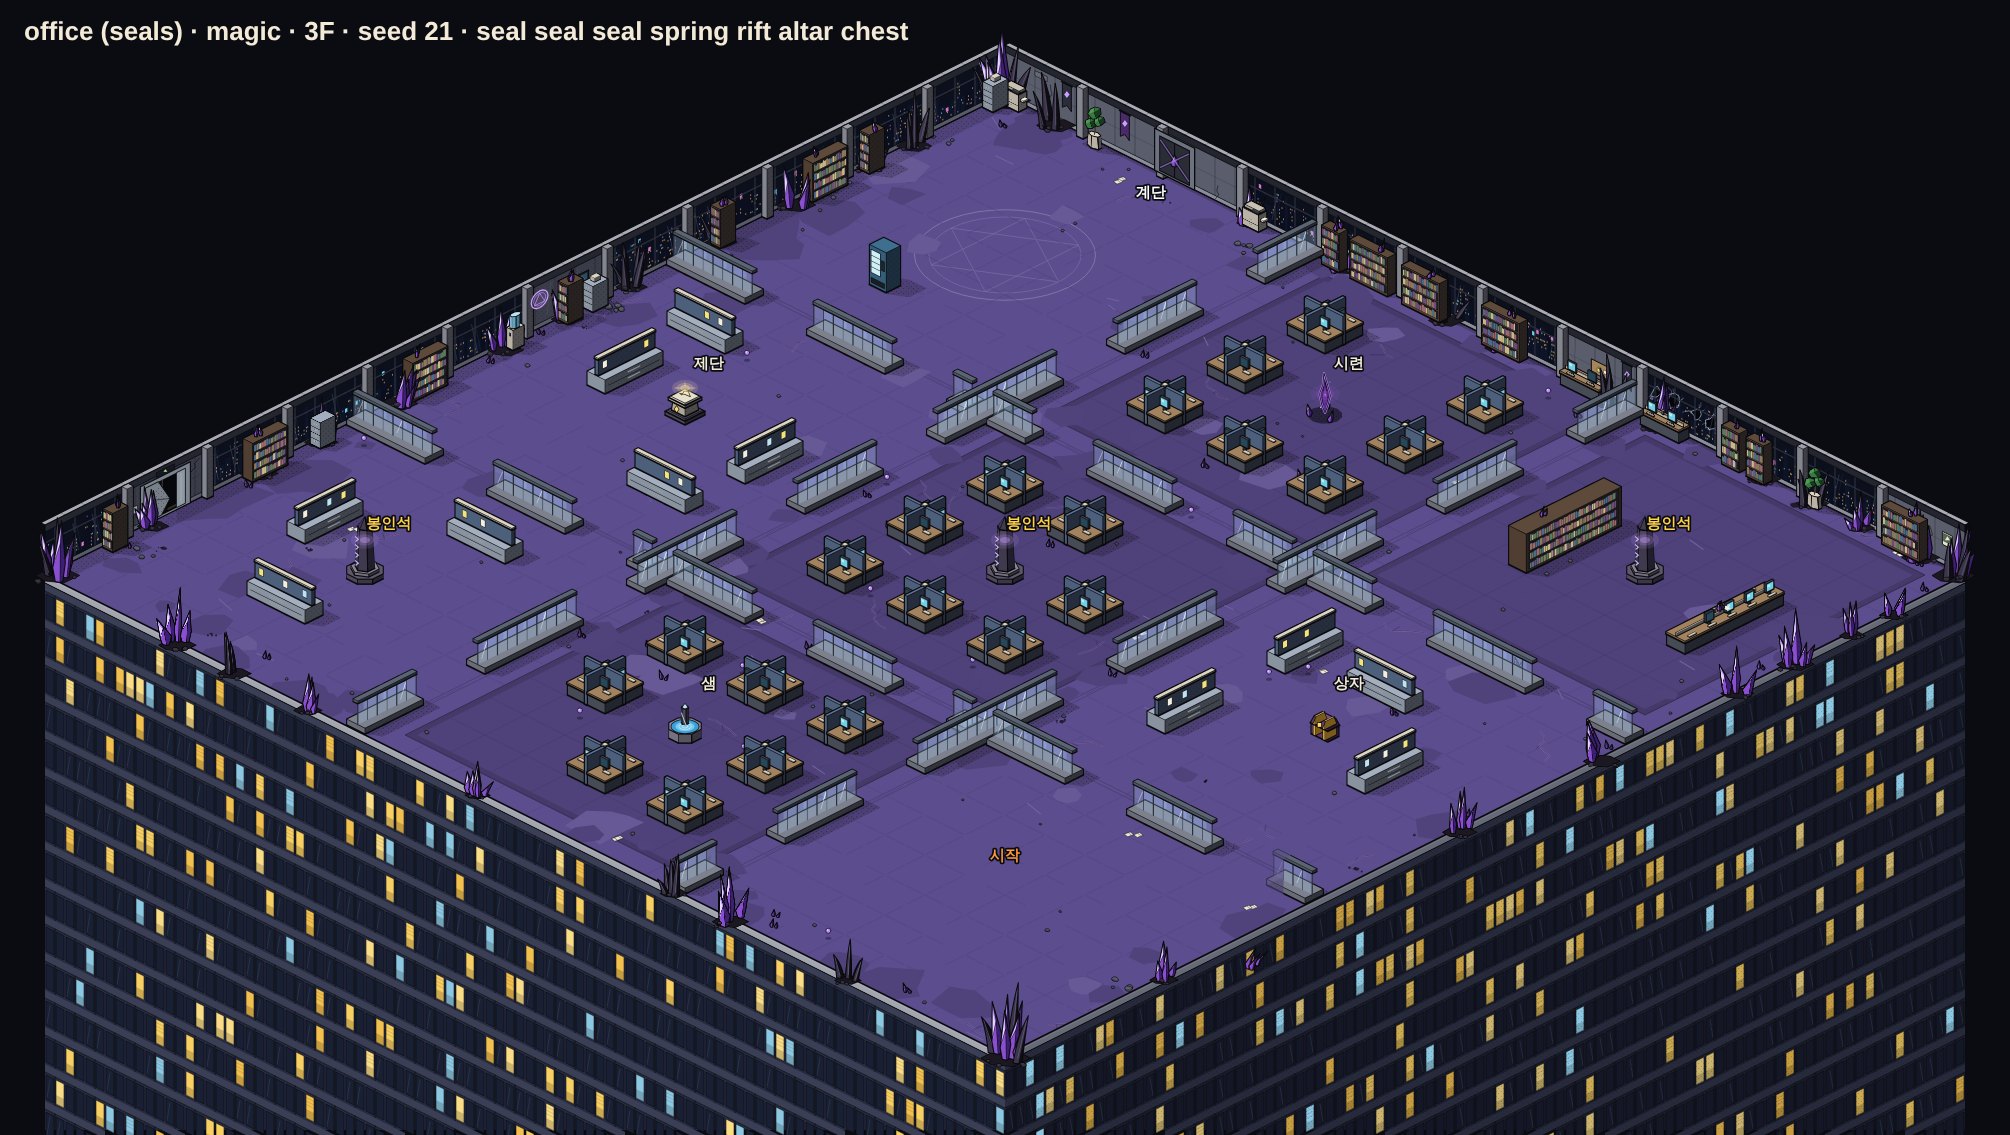 office (seals) · magic · 3F · seed 21 · seal seal seal spring rift altar chest
계단
제단
시련
봉인석
봉인석
봉인석
샘
상자
시작